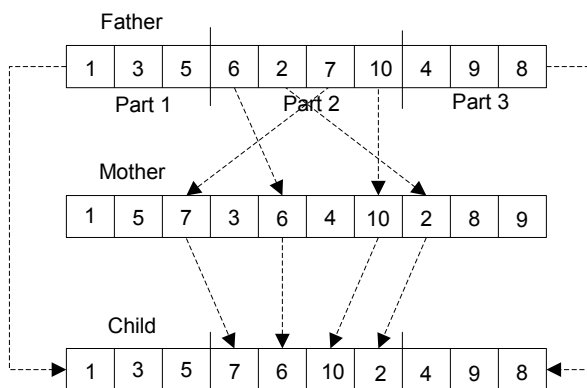 Father
1 3 5 6 2 7 10 4 9 8
Part 1 Part 2 Part 3
Mother
1 5 7 3 6 4 10 2 8 9
Child
1 3 5 7 6 10 2 4 9 8